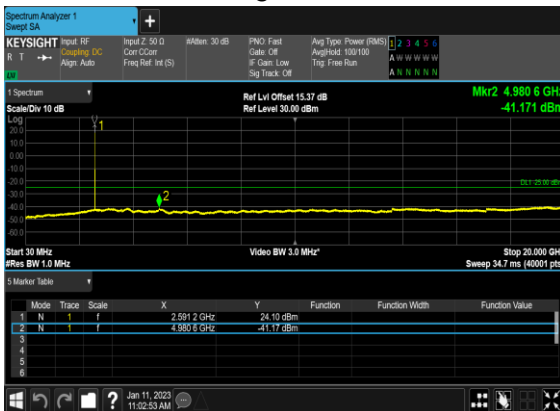 Spectrum Analyzer 1
Swept SA
+
KEYSIGHT Input: RF Input Z: 50 Ω #Atten: 30 dB PNO: Fast Avg Type: Power (RMS) 1 2 3 4 5 6
R T Coupling: DC Corr CCorr Gate: Off Avg|Hold: 100/100 A W W W W W
Align: Auto Freq Ref: Int (S) IF Gain: Low Trig: Free Run
Sig Track: Off A N N N N N
1 Spectrum Ref Lvl Offset 15.37 dB Mkr2 4.980 6 GHz
Scale/Div 10 dB Ref Level 30.00 dBm -41.171 dBm
Log
20.0
10.0
0.00
-10.0
-20.0
-30.0
-40.0
-50.0
-60.0
1
2
DL1 -25.00 dBm
Start 30 MHz Video BW 3.0 MHz* Stop 20.000 GHz
#Res BW 1.0 MHz Sweep 34.7 ms (40001 pts)
5 Marker Table
Mode Trace Scale X Y Function Function Width Function Value
1 N 1 f 2.591 2 GHz 24.10 dBm
2 N 1 f 4.980 6 GHz -41.17 dBm
3
4
5
6
? Jan 11, 2023
11:02:53 AM